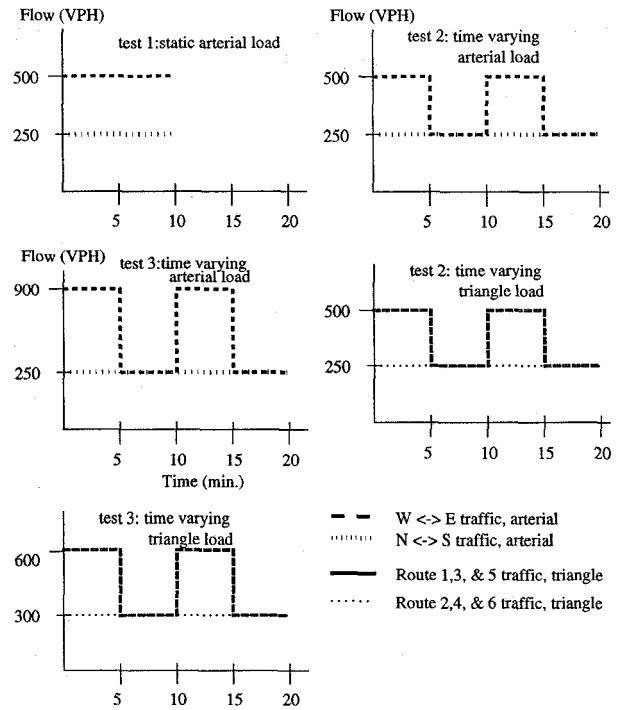 Flow (VPH)
test 1:static arterial load
500
250
5 10 15 20
Flow (VPH)
test 2: time varying
arterial load
500
250
5 10 15 20
Flow (VPH)
test 3:time varying
arterial load
900
250
5 10 15 20
Time (min.)
test 2: time varying
triangle load
500
250
5 10 15 20
test 3: time varying
triangle load
600
300
5 10 15 20
W <-> E traffic, arterial
N <-> S traffic, arterial
Route 1,3, & 5 traffic, triangle
Route 2,4, & 6 traffic, triangle